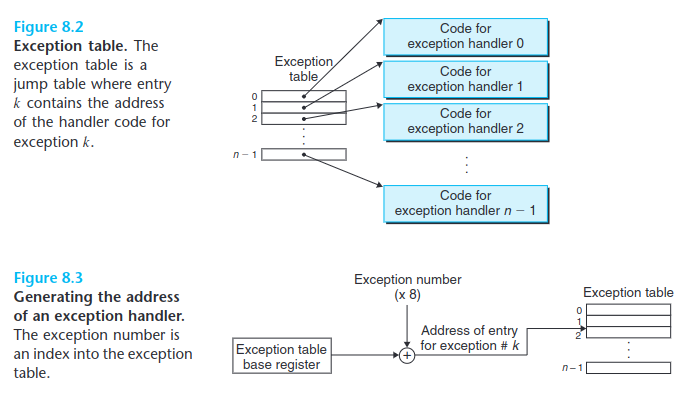 Figure 8.2
Exception table. The
exception table is a
jump table where entry
k contains the address
of the handler code for
exception k.
Exception
table
0
1
2
. . .
n − 1
Code for
exception handler 0
Code for
exception handler 1
Code for
exception handler 2
. . .
Code for
exception handler n − 1
Figure 8.3
Generating the address
of an exception handler.
The exception number is
an index into the exception
table.
Exception number
(x 8)
Exception table
base register
+
Address of entry
for exception # k
Exception table
0
1
2
. . .
n−1